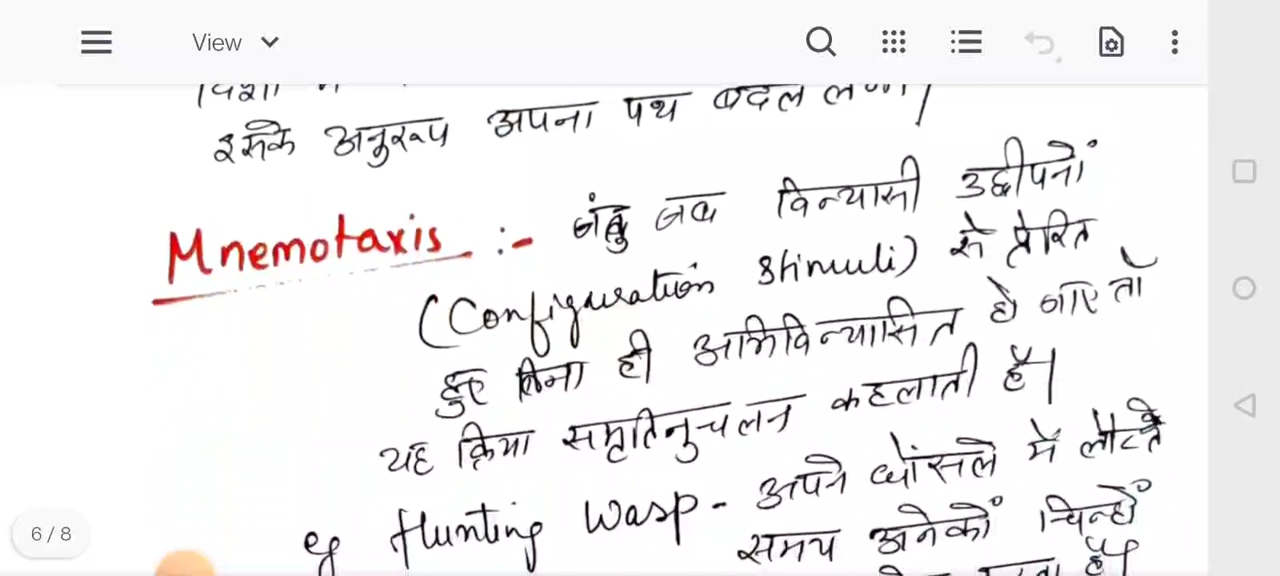 View
इसके अनुरूप अपना पथ बदल
Mnemotaxis :- जंतु जब विन्यासी उद्दीपनों
(Configuration Stimuli) से प्रेरित
हुए बिना ही अभिविन्यासित हो जाए तो
यह क्रिया समृतिनुचलन कहलाती है।
eg Hunting Wasp - अपने घोंसले में लौटते
समय अनेकों चिन्हों
6 / 8